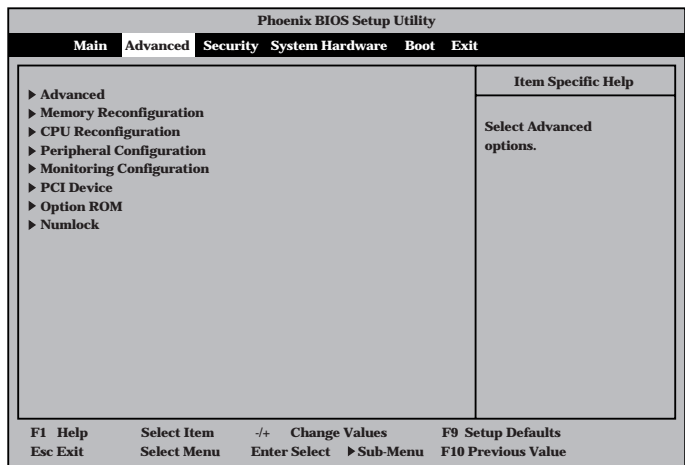 Phoenix BIOS Setup Utility
Main Advanced Security System Hardware Boot Exit
Advanced
Memory Reconfiguration
CPU Reconfiguration
Peripheral Configuration
Monitoring Configuration
PCI Device
Option ROM
Numlock
Item Specific Help
Select Advanced
options.
F1 Help Select Item -/+ Change Values F9 Setup Defaults
Esc Exit Select Menu Enter Select ▶ Sub-Menu F10 Previous Value